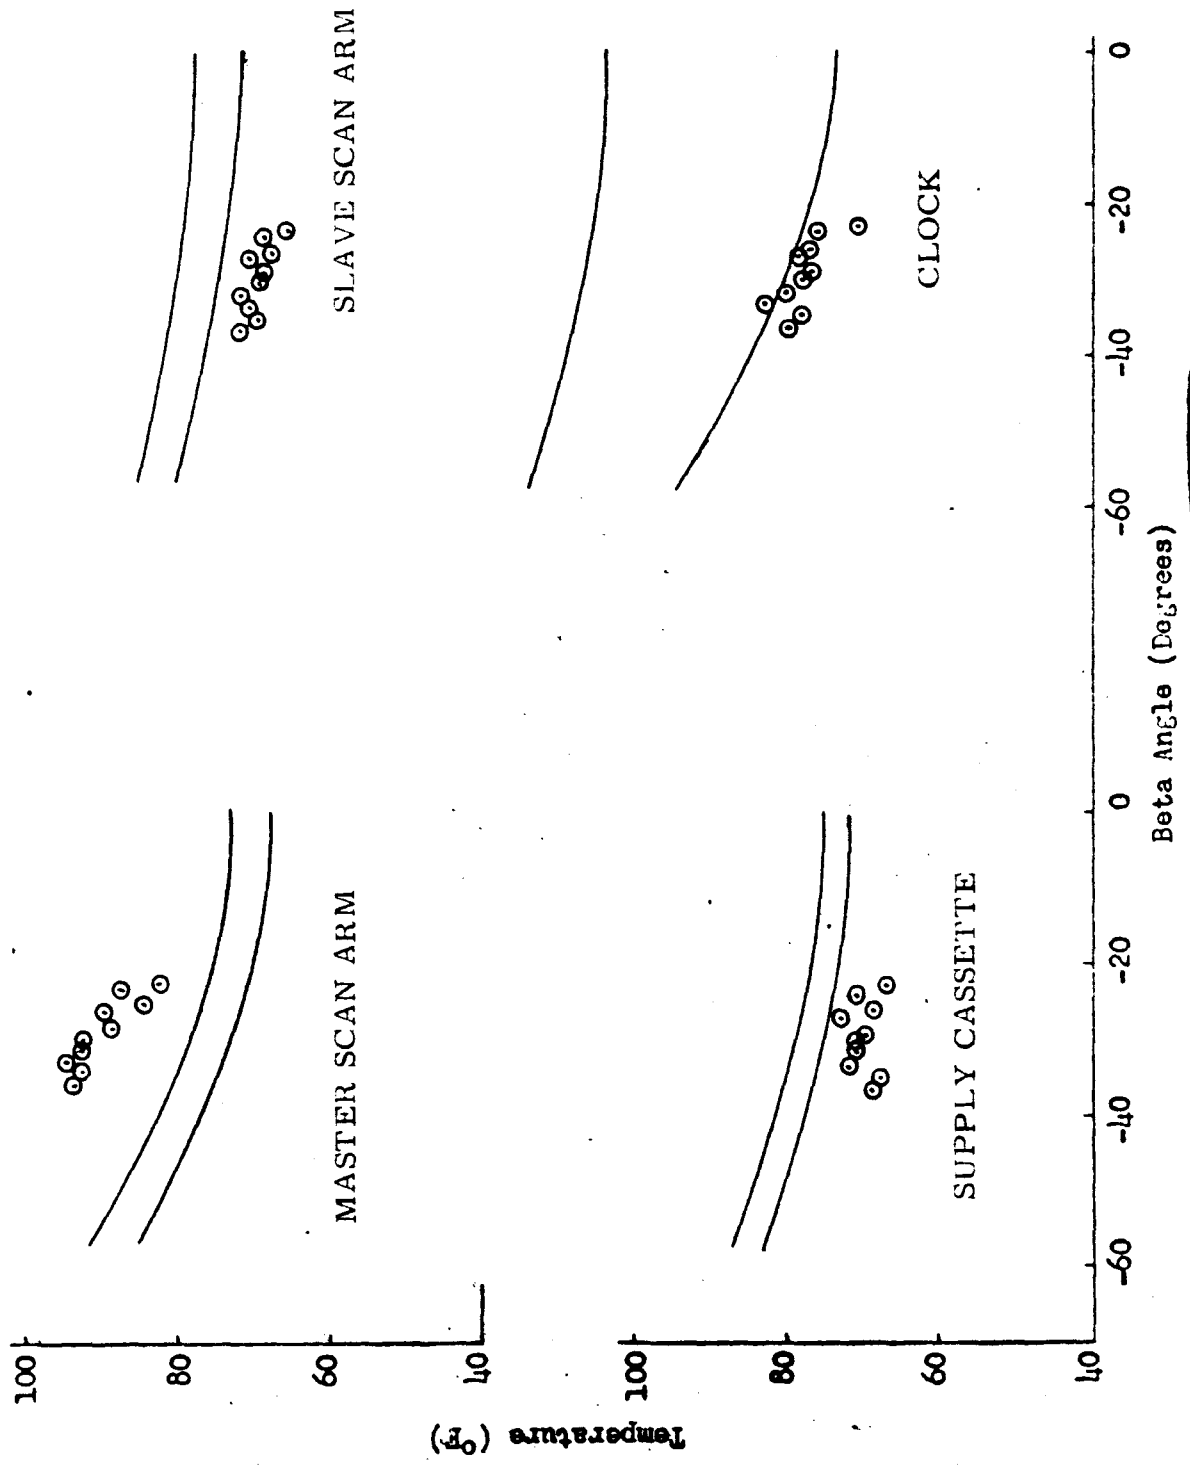 MASTER SCAN ARM
SLAVE SCAN ARM
100
80
60
40
SUPPLY CASSETTE
CLOCK
100
80
60
40
Temperature (°F)
-60 -40 -20 0 -60 -40 -20 0
Beta Angle (Degrees)